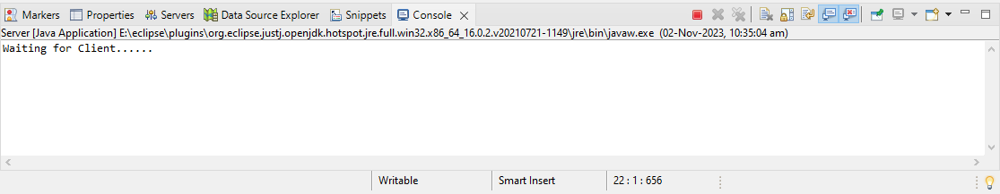 Markers Properties Servers Data Source Explorer Snippets Console
Server [Java Application] E:\eclipse\plugins\org.eclipse.justj.openjdk.hotspot.jre.full.win32.x86_64_16.0.2.v20210721-1149\jre\bin\javaw.exe (02-Nov-2023, 10:35:04 am)
Waiting for Client......
Writable Smart Insert 22 : 1 : 656